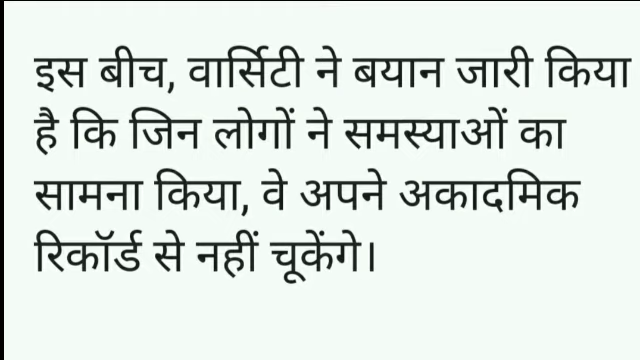 इस बीच, वार्सिटी ने बयान जारी किया
है कि जिन लोगों ने समस्याओं का
सामना किया, वे अपने अकादमिक
रिकॉर्ड से नहीं चूकेंगे।